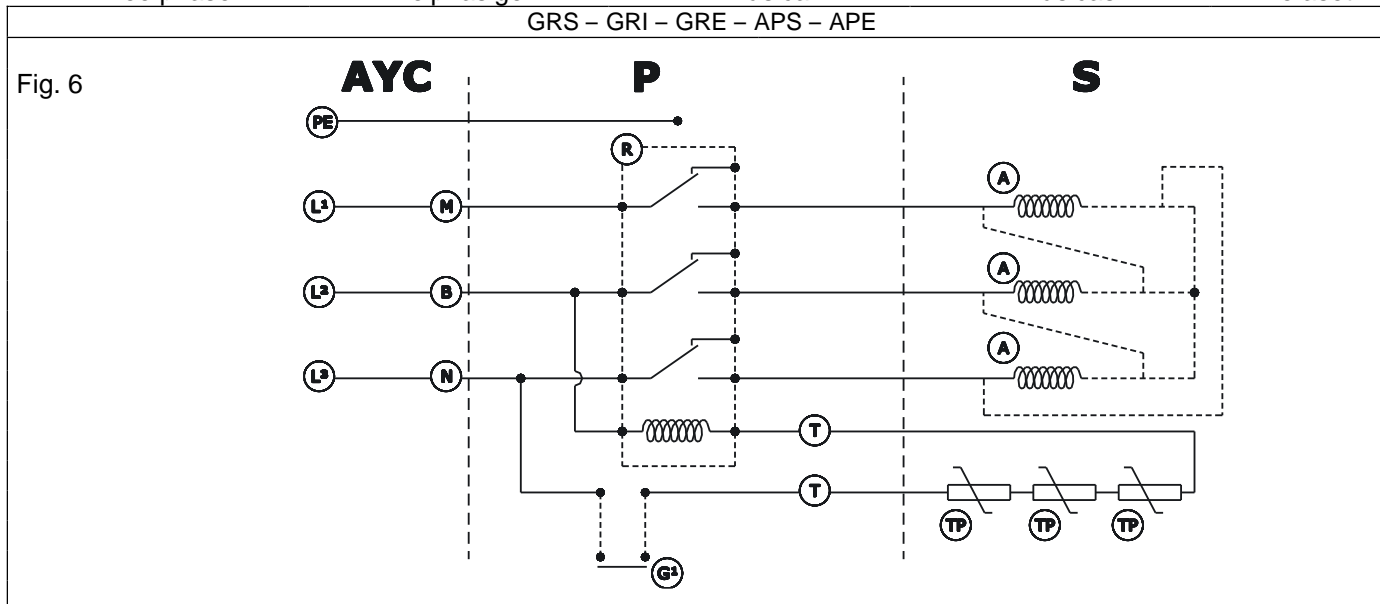 GRS – GRI – GRE – APS – APE
Fig. 6
AYC P S
PE
R
L1 M A
L2 B A
L3 N A
T
T
TP TP TP
G1